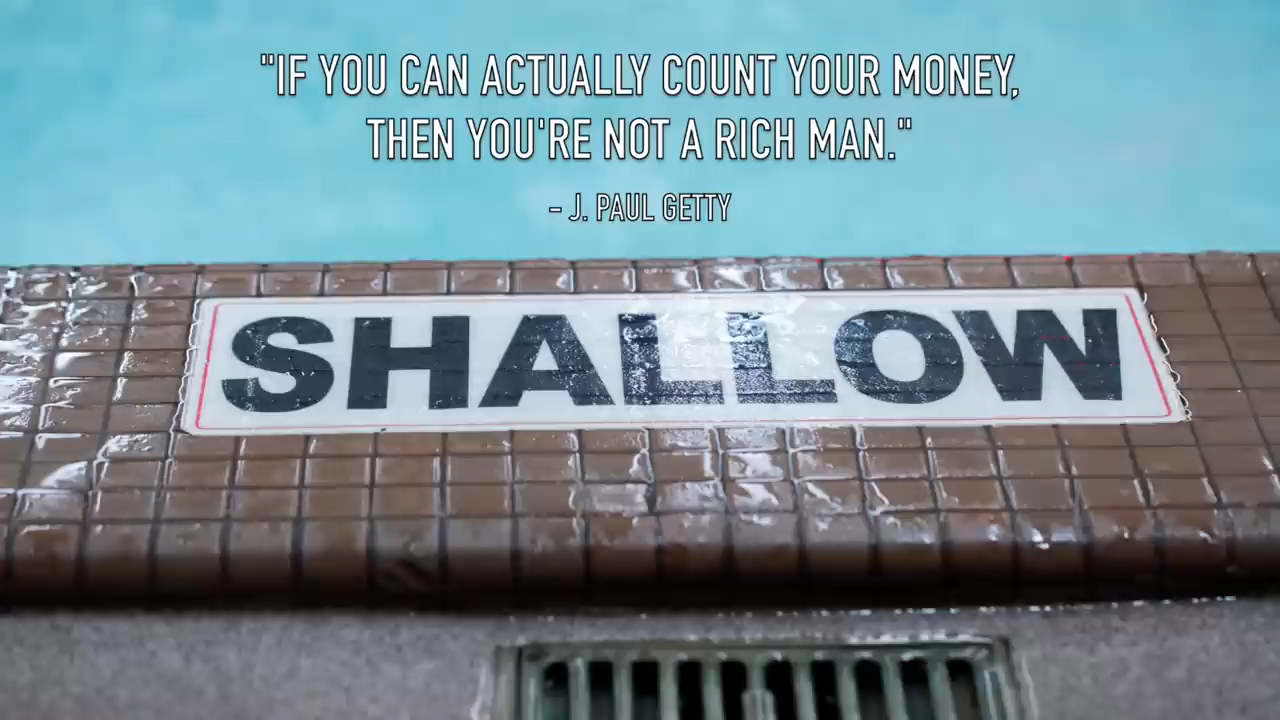 "IF YOU CAN ACTUALLY COUNT YOUR MONEY,
THEN YOU'RE NOT A RICH MAN."
- J. PAUL GETTY
SHALLOW